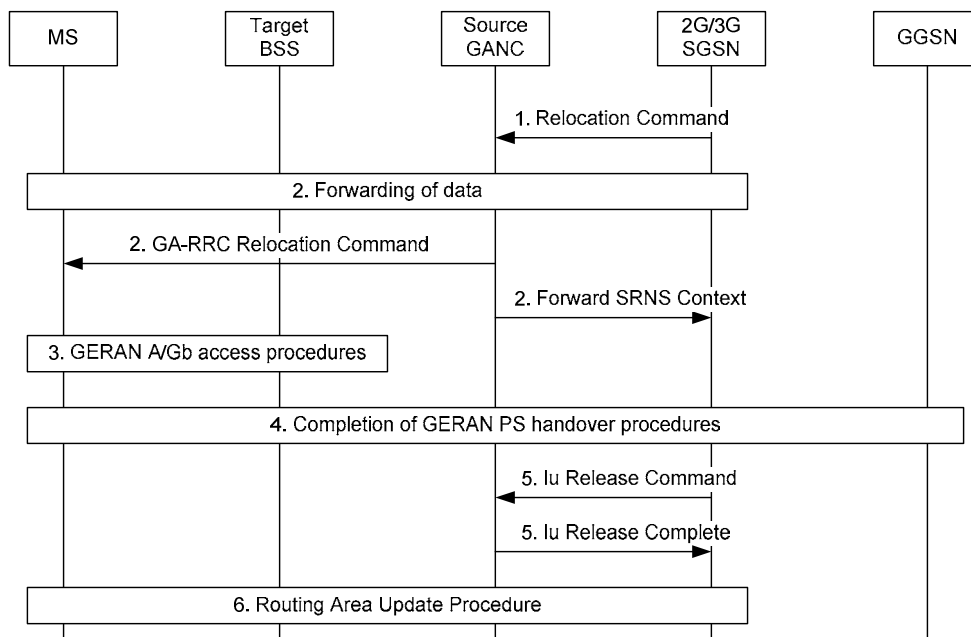 MS
Target
BSS
Source
GANC
2G/3G
SGSN
GGSN
1. Relocation Command
2. Forwarding of data
2. GA-RRC Relocation Command
2. Forward SRNS Context
3. GERAN A/Gb access procedures
4. Completion of GERAN PS handover procedures
5. Iu Release Command
5. Iu Release Complete
6. Routing Area Update Procedure